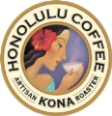 HONOLULU COFFEE
ARTISAN KONA ROASTER